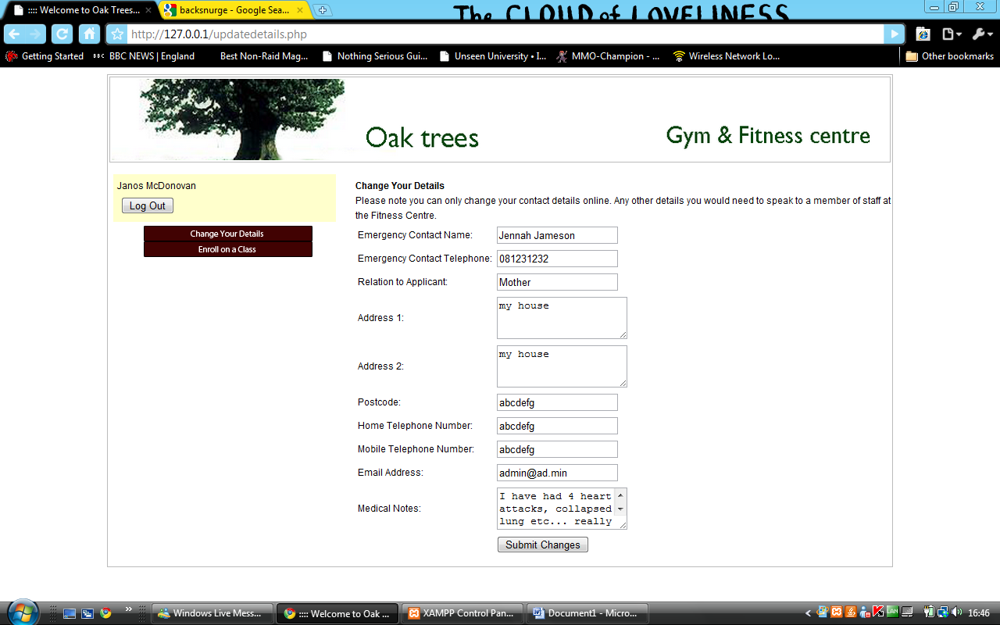 The CLOUD of LOVELINESS
:::: Welcome to Oak Trees...
backsnurge - Google Sea...
http://127.0.0.1/updatedetails.php
Getting Started
BBC BBC NEWS | England
Best Non-Raid Mag...
Nothing Serious Gui...
Unseen University • I...
MMO-Champion - ...
Wireless Network Lo...
Other bookmarks
Oak trees
Gym & Fitness centre
Janos McDonovan
Log Out
Change Your Details
Enroll on a Class
Change Your Details
Please note you can only change your contact details online. Any other details you would need to speak to a member of staff at
the Fitness Centre.
Emergency Contact Name: Jennah Jameson
Emergency Contact Telephone: 081231232
Relation to Applicant: Mother
Address 1: my house
Address 2: my house
Postcode: abcdefg
Home Telephone Number: abcdefg
Mobile Telephone Number: abcdefg
Email Address: admin@ad.min
Medical Notes: I have had 4 heart
attacks, collapsed
lung etc... really
Submit Changes
Windows Live Mess...
:::: Welcome to Oak ...
XAMPP Control Pan...
Document1 - Micro...
16:46